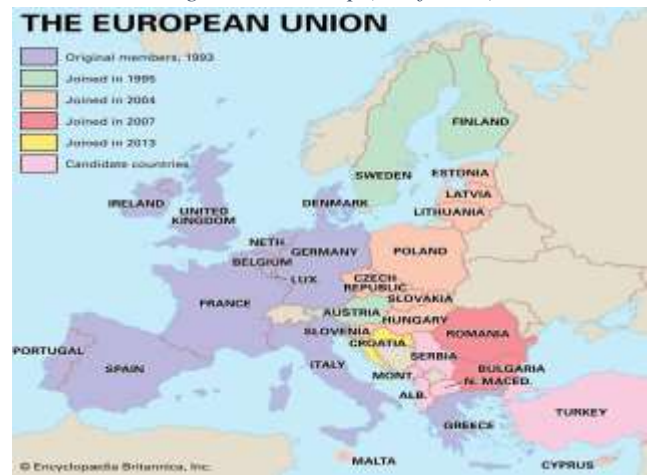 THE EUROPEAN UNION
Original members, 1993
Joined in 1995
Joined in 2004
Joined in 2007
Joined in 2013
Candidate countries
FINLAND
SWEDEN
ESTONIA
LATVIA
LITHUANIA
IRELAND
UNITED
KINGDOM
DENMARK
NETH
GERMANY
POLAND
BELGIUM
LUX
CZECH
REPUBLIC
SLOVAKIA
FRANCE
AUSTRIA
HUNGARY
SLOVENIA
ROMANIA
CROATIA
SERBIA
PORTUGAL
SPAIN
ITALY
MONT.
BULGARIA
N. MACED.
ALB.
GREECE
TURKEY
MALTA
CYPRUS
© Encyclopædia Britannica, Inc.